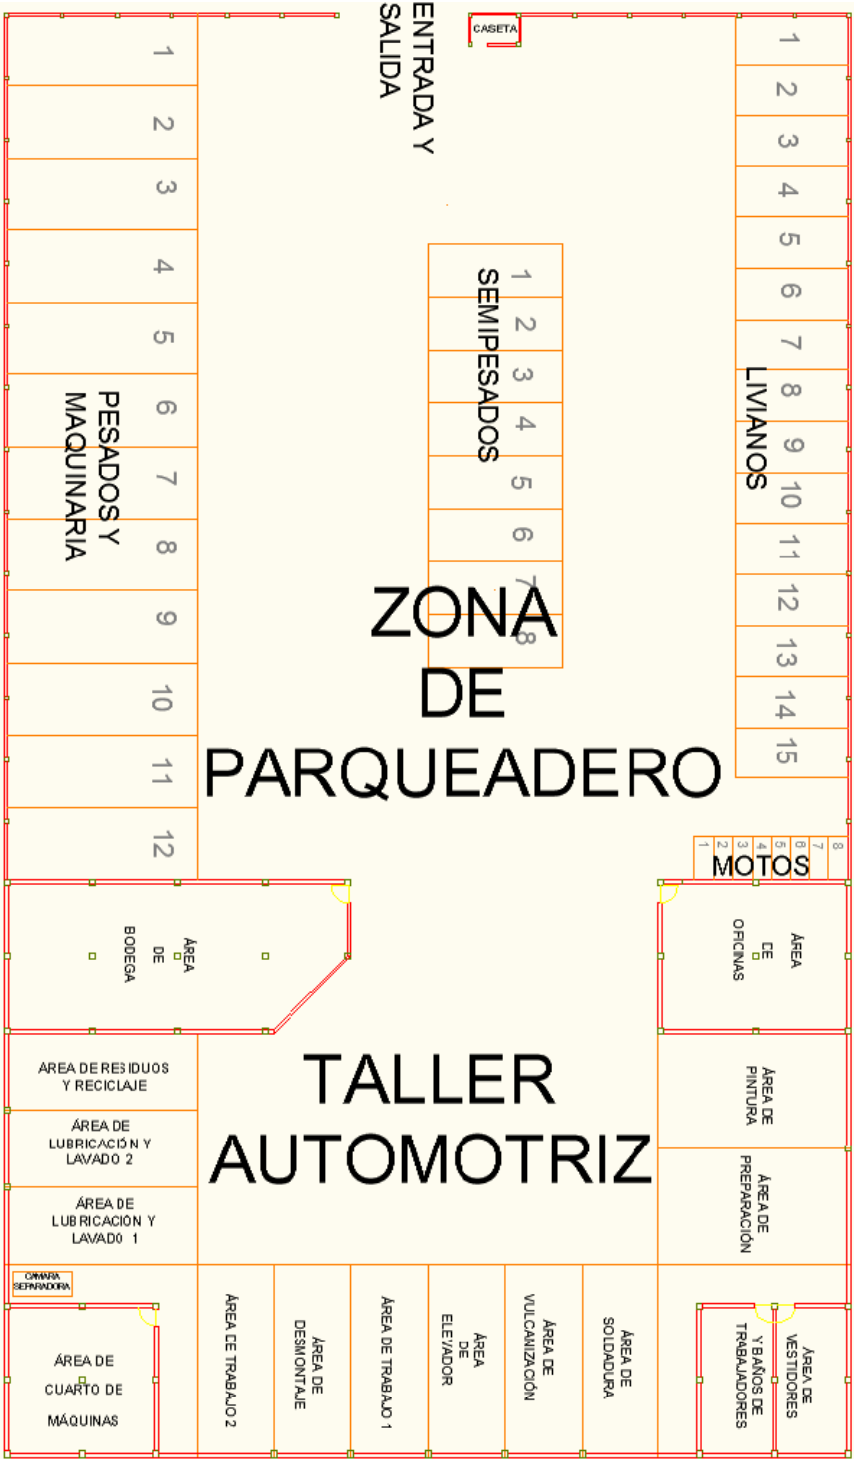 ENTRADA Y
SALIDA
CASETA
1
2
3
4
5
6
7
8
9
10
11
12
PESADOS Y
MAQUINARIA
1
2
3
4
5
6
7
8
SEMIPESADOS
1
2
3
4
5
6
7
8
9
10
11
12
13
14
15
LIVIANOS
ZONA
DE
PARQUEADERO
1
2
3
4
5
6
7
8
MOTOS
ÁREA
DE
BODEGA
ÁREA
DE
OFICINAS
TALLER
AUTOMOTRIZ
AREA DE RESIDUOS
Y RECICLAJE
ÁREA DE
LUBRICACIÓN Y
LAVADO 2
ÁREA DE
LUBRICACIÓN Y
LAVADO 1
CAMARA
SEPARADORA
ÁREA DE
CUARTO DE
MÁQUINAS
ÁREA DE TRABAJO 2
ÁREA DE
DESMONTAJE
ÁREA DE TRABAJO 1
ÁREA
DE
ELEVADOR
ÁREA DE
VULCANIZACIÓN
ÁREA DE
SOLDADURA
ÁREA DE
PINTURA
ÁREA DE
PREPARACIÓN
ÁREA DE
VESTIDORES
Y BAÑOS DE
TRABAJADORES